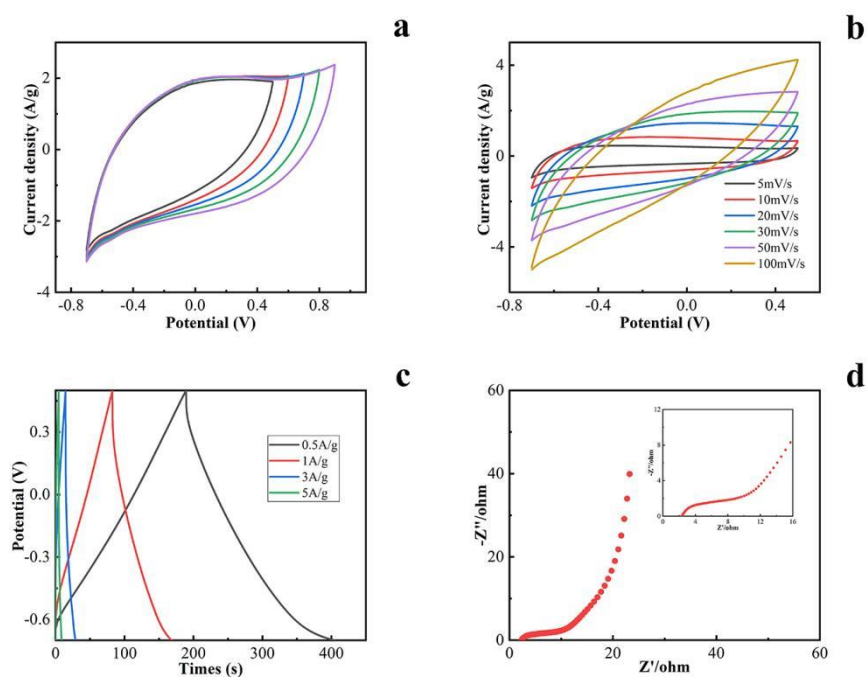 a
Current density (A/g)
2
0
-2
-4
-0.8
-0.4
0.0
0.4
0.8
Potential (V)
b
Current density (A/g)
4
0
-4
5mV/s
10mV/s
20mV/s
30mV/s
50mV/s
100mV/s
-0.8
-0.4
0.0
0.4
Potential (V)
c
Potential (V)
0.3
0.0
-0.3
-0.6
0.5A/g
1A/g
3A/g
5A/g
0
100
200
300
400
Times (s)
d
-Z''/ohm
60
40
20
0
0
20
40
60
Z'/ohm
-Z''/ohm
12
8
4
0
0
4
8
12
16
Z'/ohm